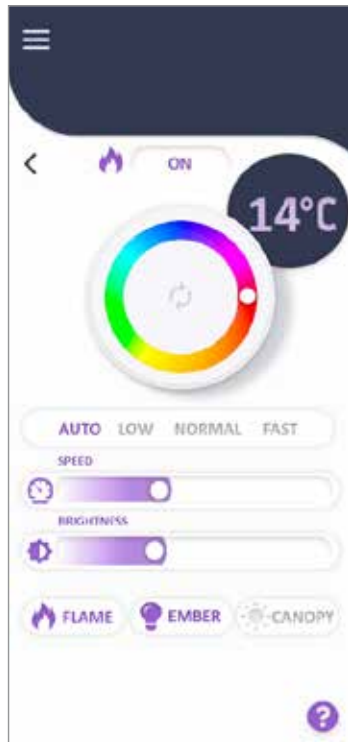 ON
14°C
AUTO LOW NORMAL FAST
SPEED
BRIGHTNESS
FLAME EMBER CANOPY
?